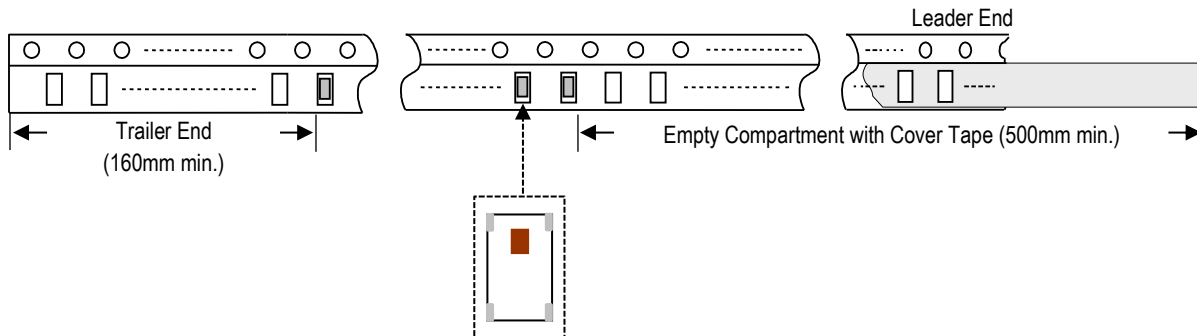 Leader End
Trailer End
(160mm min.)
Empty Compartment with Cover Tape (500mm min.)